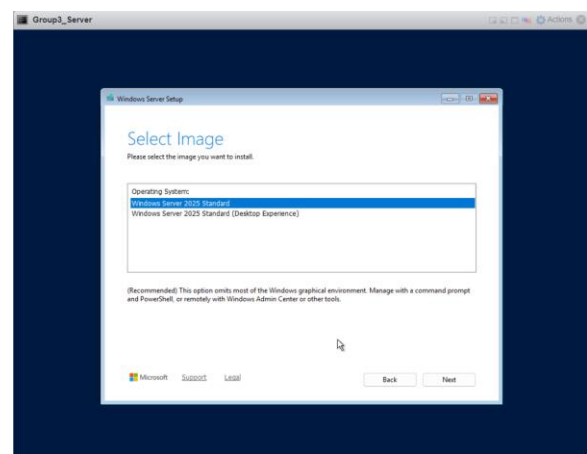 Group3_Server
Actions
Windows Server Setup
Select Image
Please select the image you want to install.
Operating System:
Windows Server 2025 Standard
Windows Server 2025 Standard (Desktop Experience)
(Recommended) This option omits most of the Windows graphical environment. Manage with a command prompt
and PowerShell, or remotely with Windows Admin Center or other tools.
Microsoft Support Legal
Back Next